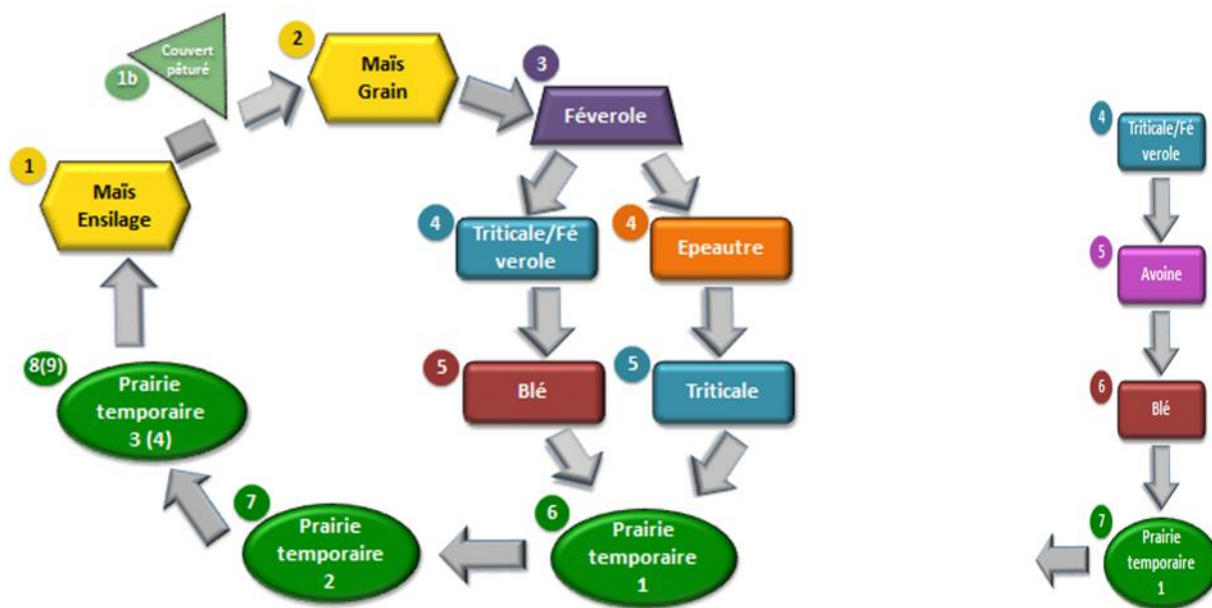 1
Maïs
Ensilage
1b
Couvert
pâturé
2
Maïs
Grain
3
Féverole
4
Triticale/Fé
verole
4
Epeautre
5
Blé
5
Triticale
6
Prairie
temporaire
1
7
Prairie
temporaire
2
8(9)
Prairie
temporaire
3 (4)
4
Triticale/Fé
verole
5
Avoine
6
Blé
7
Prairie
temporaire
1